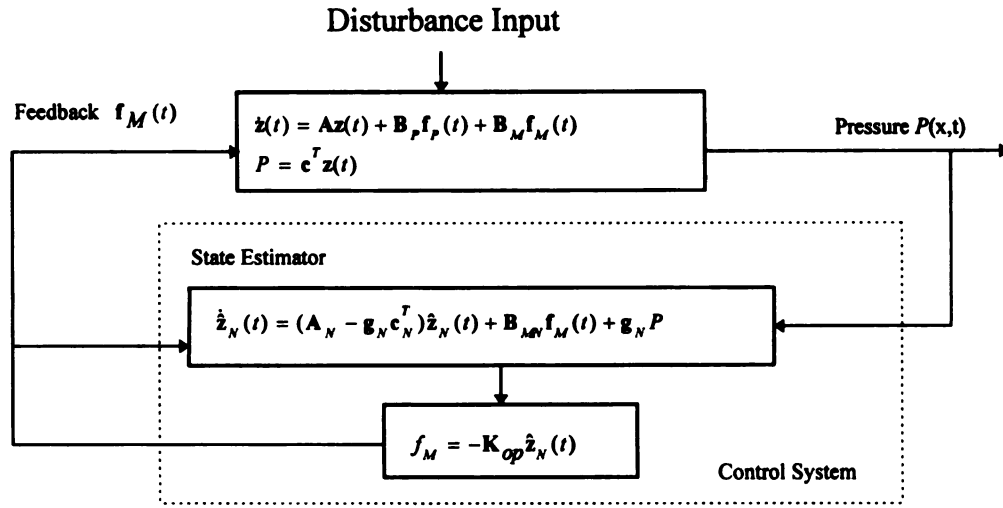 Disturbance Input
Feedback f_M(t)
ż(t) = Az(t) + B_P f_P(t) + B_M f_M(t)
P = c^T z(t)
Pressure P(x,t)
State Estimator
ẑ̇_N(t) = (A_N − g_N c_N^T)ẑ_N(t) + B_MN f_M(t) + g_N P
f_M = −K_op ẑ_N(t)
Control System